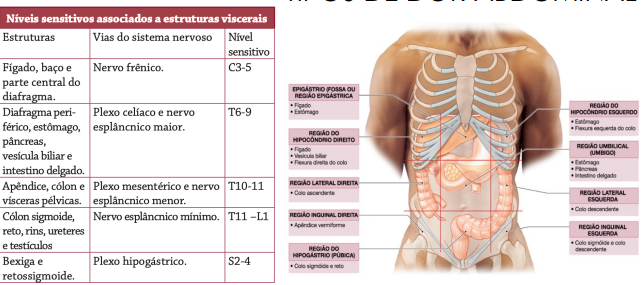 Níveis sensitivos associados a estruturas viscerais
Estruturas
Vias do sistema nervoso
Nível
sensitivo
Fígado, baço e
parte central do
diafragma.
Nervo frênico.
C3-5
Diafragma peri-
férico, estômago,
pâncreas,
vesícula biliar e
intestino delgado.
Plexo celíaco e nervo
esplâncnico maior.
T6-9
Apêndice, cólon e
vísceras pélvicas.
Plexo mesentérico e nervo
esplâncnico menor.
T10-11
Cólon sigmoide,
reto, rins, ureteres
e testículos
Nervo esplâncnico mínimo.
T11 –L1
Bexiga e
retossigmoide.
Plexo hipogástrico.
S2-4
EPIGÁSTRIO (FOSSA OU
REGIÃO EPIGÁSTRICA
• Fígado
• Estômago
REGIÃO DO
HIPOCÔNDRIO DIREITO
• Fígado
• Vesícula biliar
• Flexura direita do colo
REGIÃO LATERAL DIREITA
• Colo ascendente
REGIÃO INGUINAL DIREITA
• Apêndice vermiforme
REGIÃO DO
HIPOGÁSTRIO (PÚBICA)
• Colo sigmóide e reto
REGIÃO DO
HIPOCÔNDRIO ESQUERDO
• Estômago
• Flexura esquerda do colo
REGIÃO UMBILICAL
(UMBIGO)
• Estômago
• Pâncreas
• Intestino delgado
REGIÃO LATERAL
ESQUERDA
• Colo descendente
REGIÃO INGUINAL
ESQUERDA
• Colo sigmóide e colo
descendente